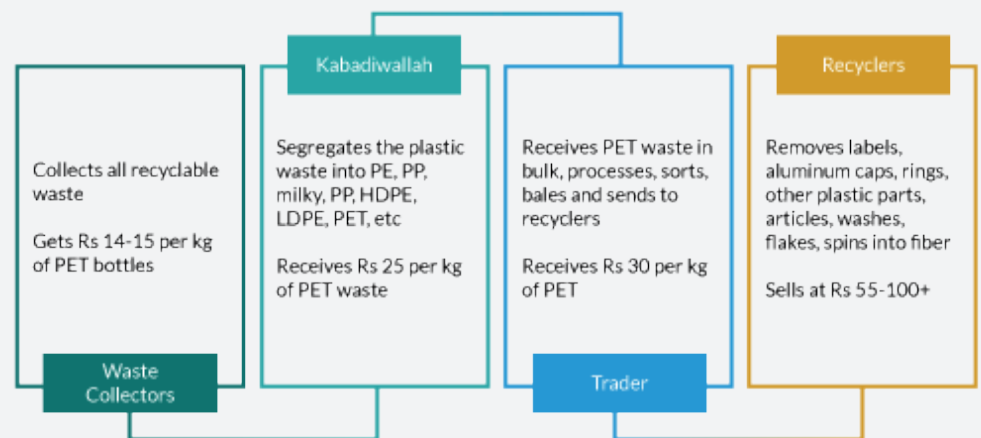 Kabadiwallah
Recyclers
Collects all recyclable
waste
Gets Rs 14-15 per kg
of PET bottles
Waste
Collectors
Segregates the plastic
waste into PE, PP,
milky, PP, HDPE,
LDPE, PET, etc
Receives Rs 25 per kg
of PET waste
Receives PET waste in
bulk, processes, sorts,
bales and sends to
recyclers
Receives Rs 30 per kg
of PET
Trader
Removes labels,
aluminum caps, rings,
other plastic parts,
articles, washes,
flakes, spins into fiber
Sells at Rs 55-100+